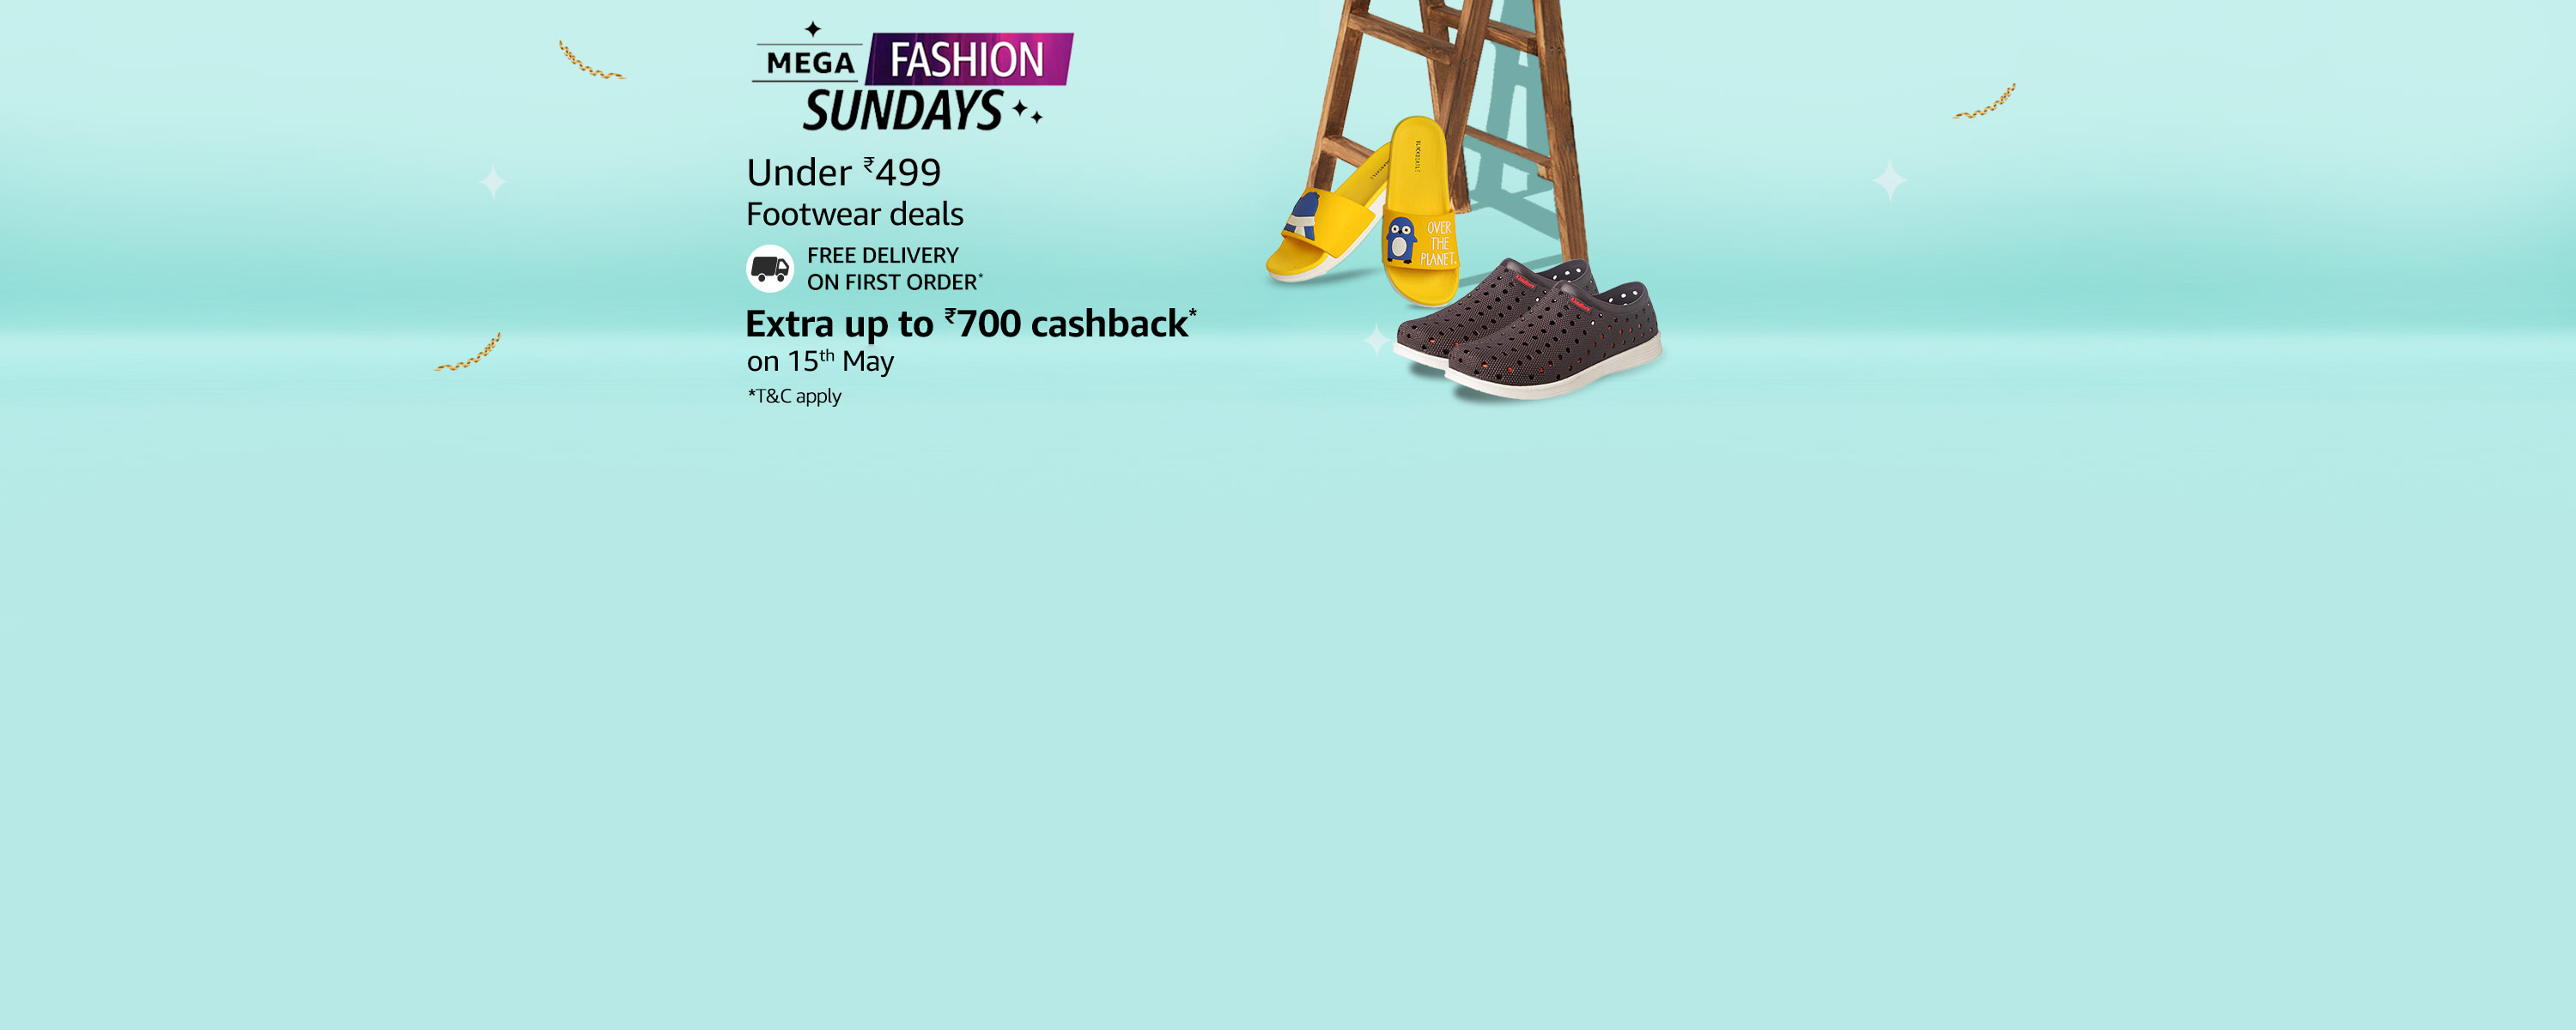 MEGA FASHION
SUNDAYS
Under ₹499
Footwear deals
FREE DELIVERY
ON FIRST ORDER*
Extra up to ₹700 cashback*
on 15th May
*T&C apply
OVER
THE
PLANET.